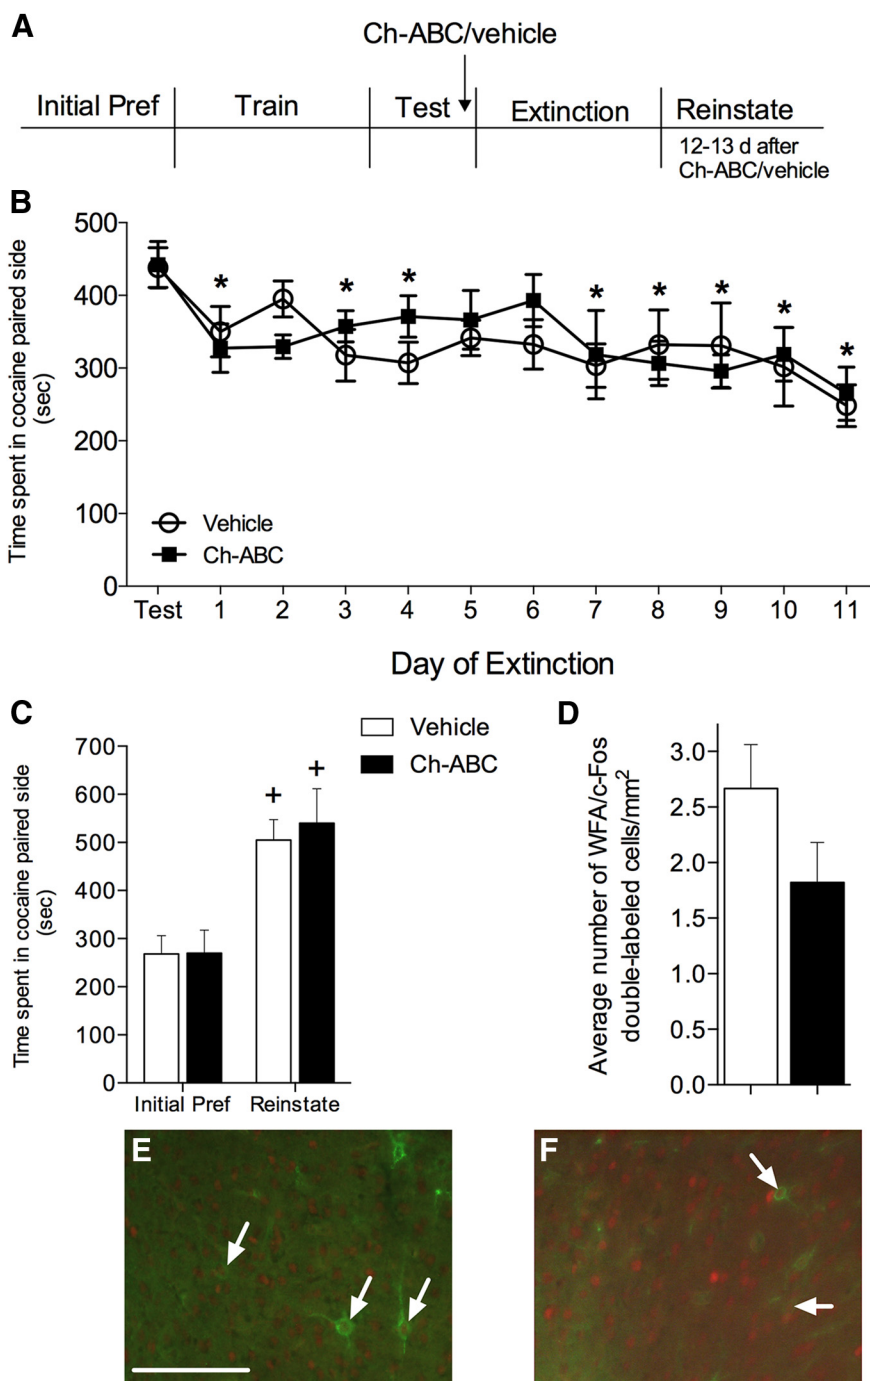 A
Ch-ABC/vehicle
Initial Pref
Train
Test
Extinction
Reinstate
12-13 d after
Ch-ABC/vehicle
B
Time spent in cocaine paired side
(sec)
500
400
300
200
100
0
* * * * * * * *
Vehicle
Ch-ABC
Test 1 2 3 4 5 6 7 8 9 10 11
Day of Extinction
C
Vehicle
Ch-ABC
Time spent in cocaine paired side
(sec)
700
600
500
400
300
200
100
0
+ +
Initial Pref Reinstate
D
Average number of WFA/c-Fos
double-labeled cells/mm2
3.0
2.5
2.0
1.5
1.0
0.5
0.0
E
F